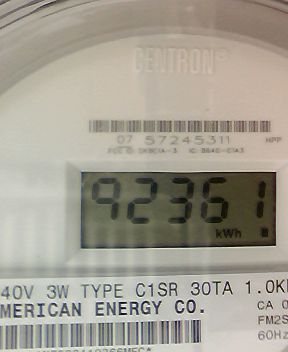 CENTRON®
07 57245311 HPP
92361
kWh
40V 3W TYPE C1SR 30TA 1.0K
MERICAN ENERGY CO.
CA 0
FM2S
60Hz